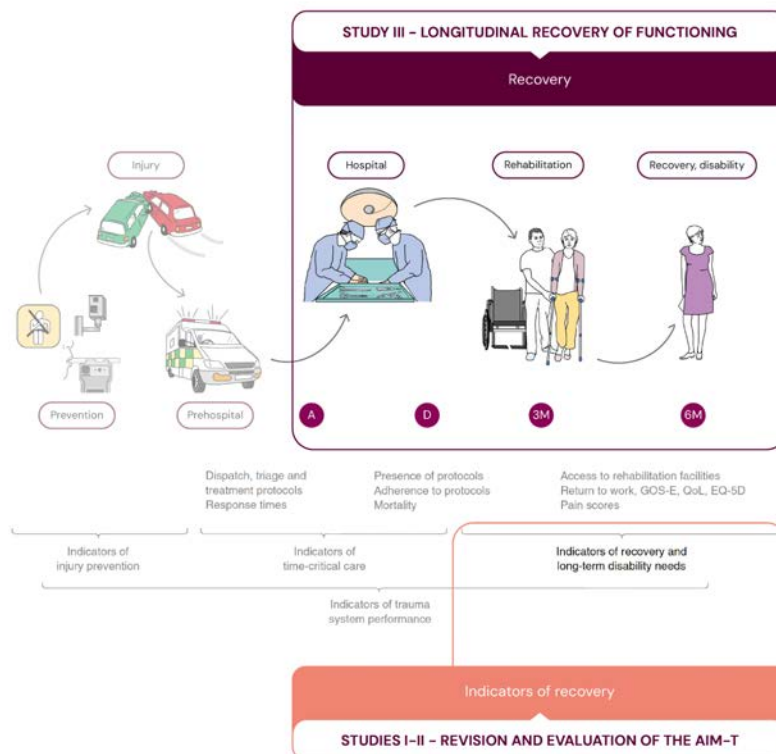 STUDY III – LONGITUDINAL RECOVERY OF FUNCTIONING
Recovery
Injury
Hospital
Rehabilitation
Recovery, disability
Prevention
Prehospital
A
D
3M
6M
Dispatch, triage and
treatment protocols
Response times
Presence of protocols
Adherence to protocols
Mortality
Access to rehabilitation facilities
Return to work, GOS-E, QoL, EQ-5D
Pain scores
Indicators of
injury prevention
Indicators of
time-critical care
Indicators of recovery and
long-term disability needs
Indicators of trauma
system performance
Indicators of recovery
STUDIES I–II – REVISION AND EVALUATION OF THE AIM-T